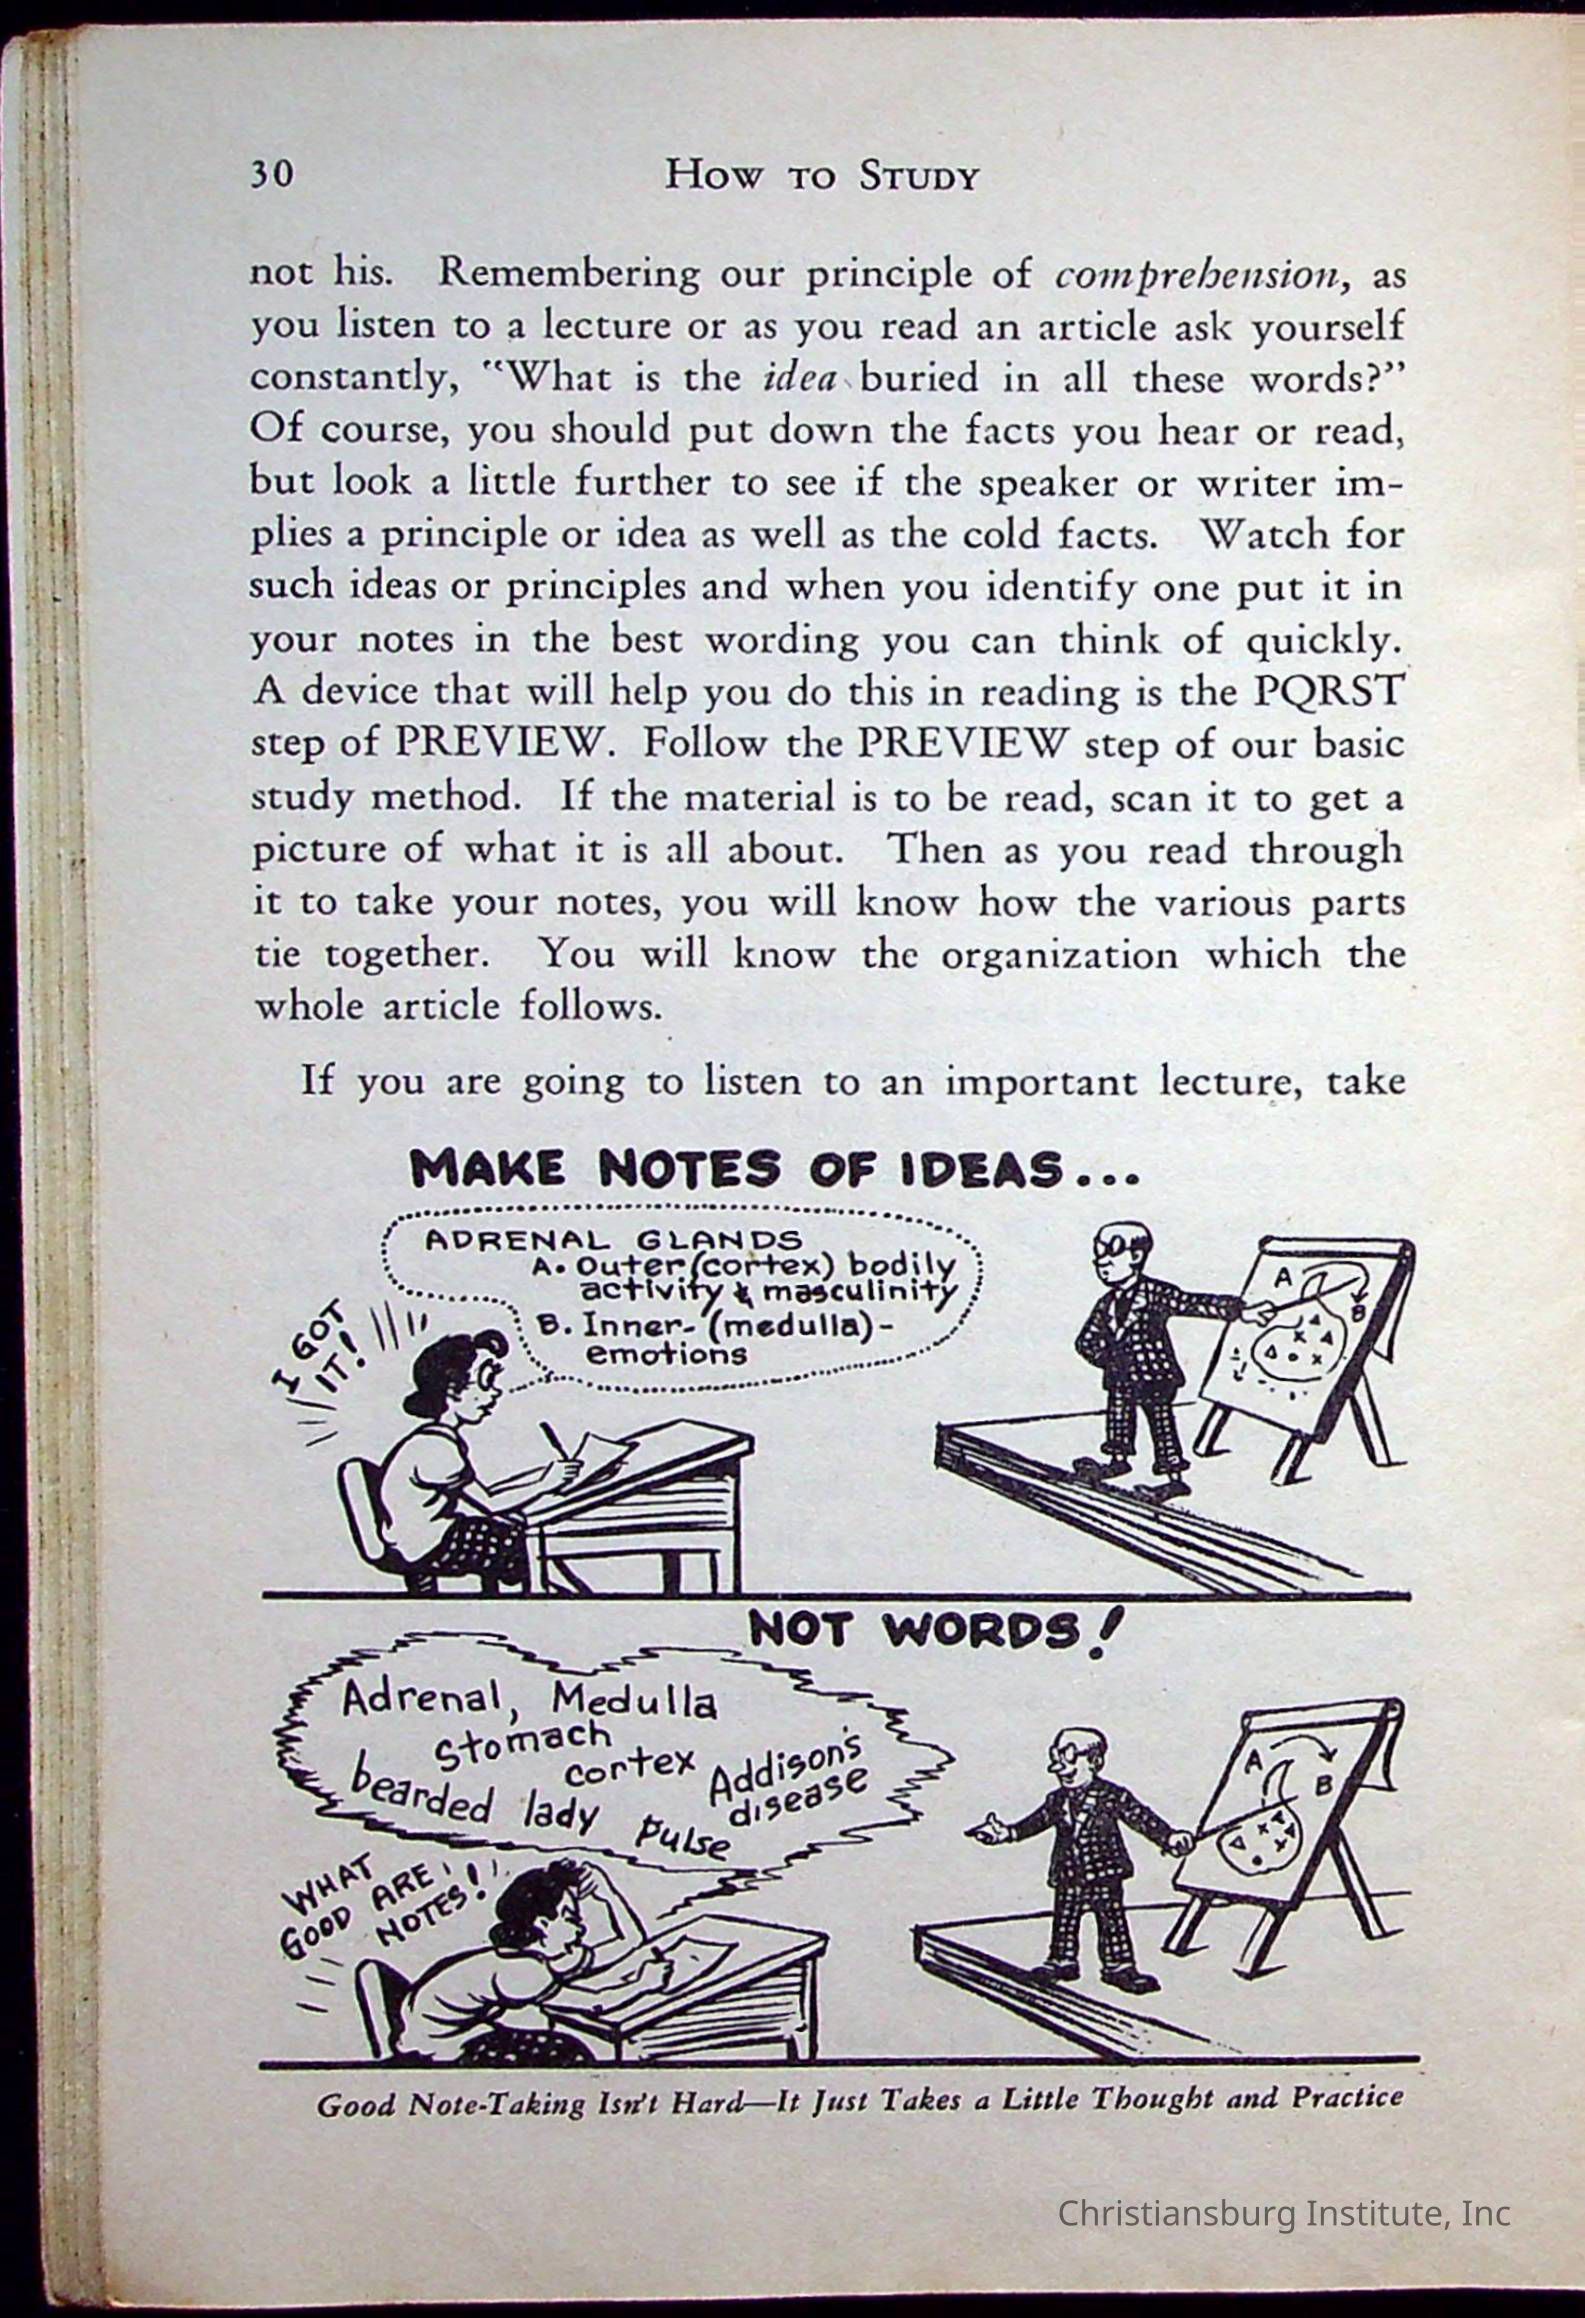 30
How to Study
not his. Remembering our principle of comprehension, as
you listen to a lecture or as you read an article ask yourself
constantly, "What is the idea buried in all these words?"
Of course, you should put down the facts you hear or read,
but look a little further to see if the speaker or writer im-
plies a principle or idea as well as the cold facts. Watch for
such ideas or principles and when you identify one put it in
your notes in the best wording you can think of quickly.
A device that will help you do this in reading is the PQRST
step of PREVIEW. Follow the PREVIEW step of our basic
study method. If the material is to be read, scan it to get a
picture of what it is all about. Then as you read through
it to take your notes, you will know how the various parts
tie together. You will know the organization which the
whole article follows.
If you are going to listen to an important lecture, take
MAKE NOTES OF IDEAS...
ADRENAL GLANDS
A. Outer (cortex) bodily
activity & masculinity
B. Inner- (medulla)-
emotions
I GOT
IT!
A
B
NOT WORDS!
Adrenal, Medulla
Stomach
cortex
Addison's
disease
bearded lady
Pulse
WHAT
GOOD ARE
NOTES!
A
B
Good Note-Taking Isn't Hard—It Just Takes a Little Thought and Practice
Christiansburg Institute, Inc